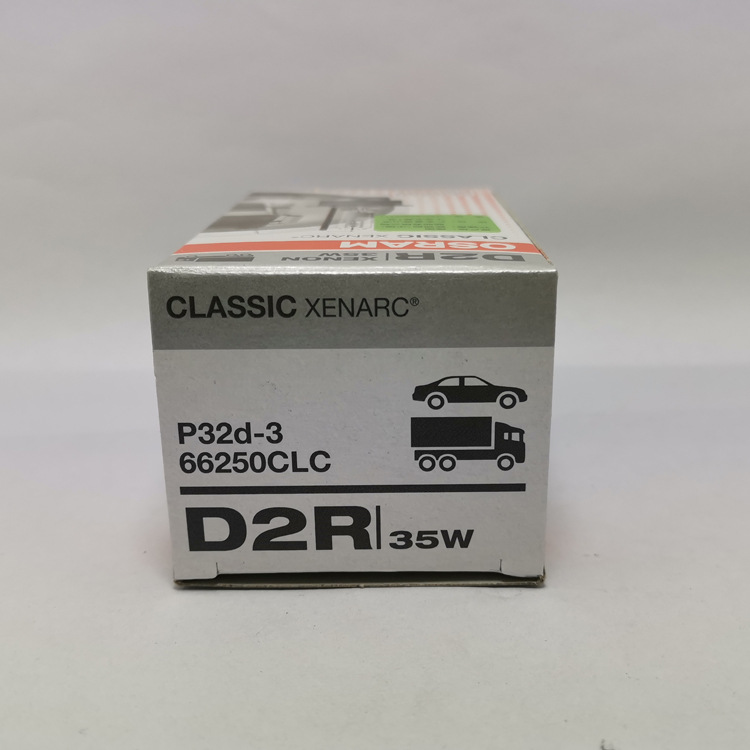 CLASSIC XENARC®
OSRAM
D2R XENON 35W
CLASSIC XENARC®
P32d-3
66250CLC
D2R 35W